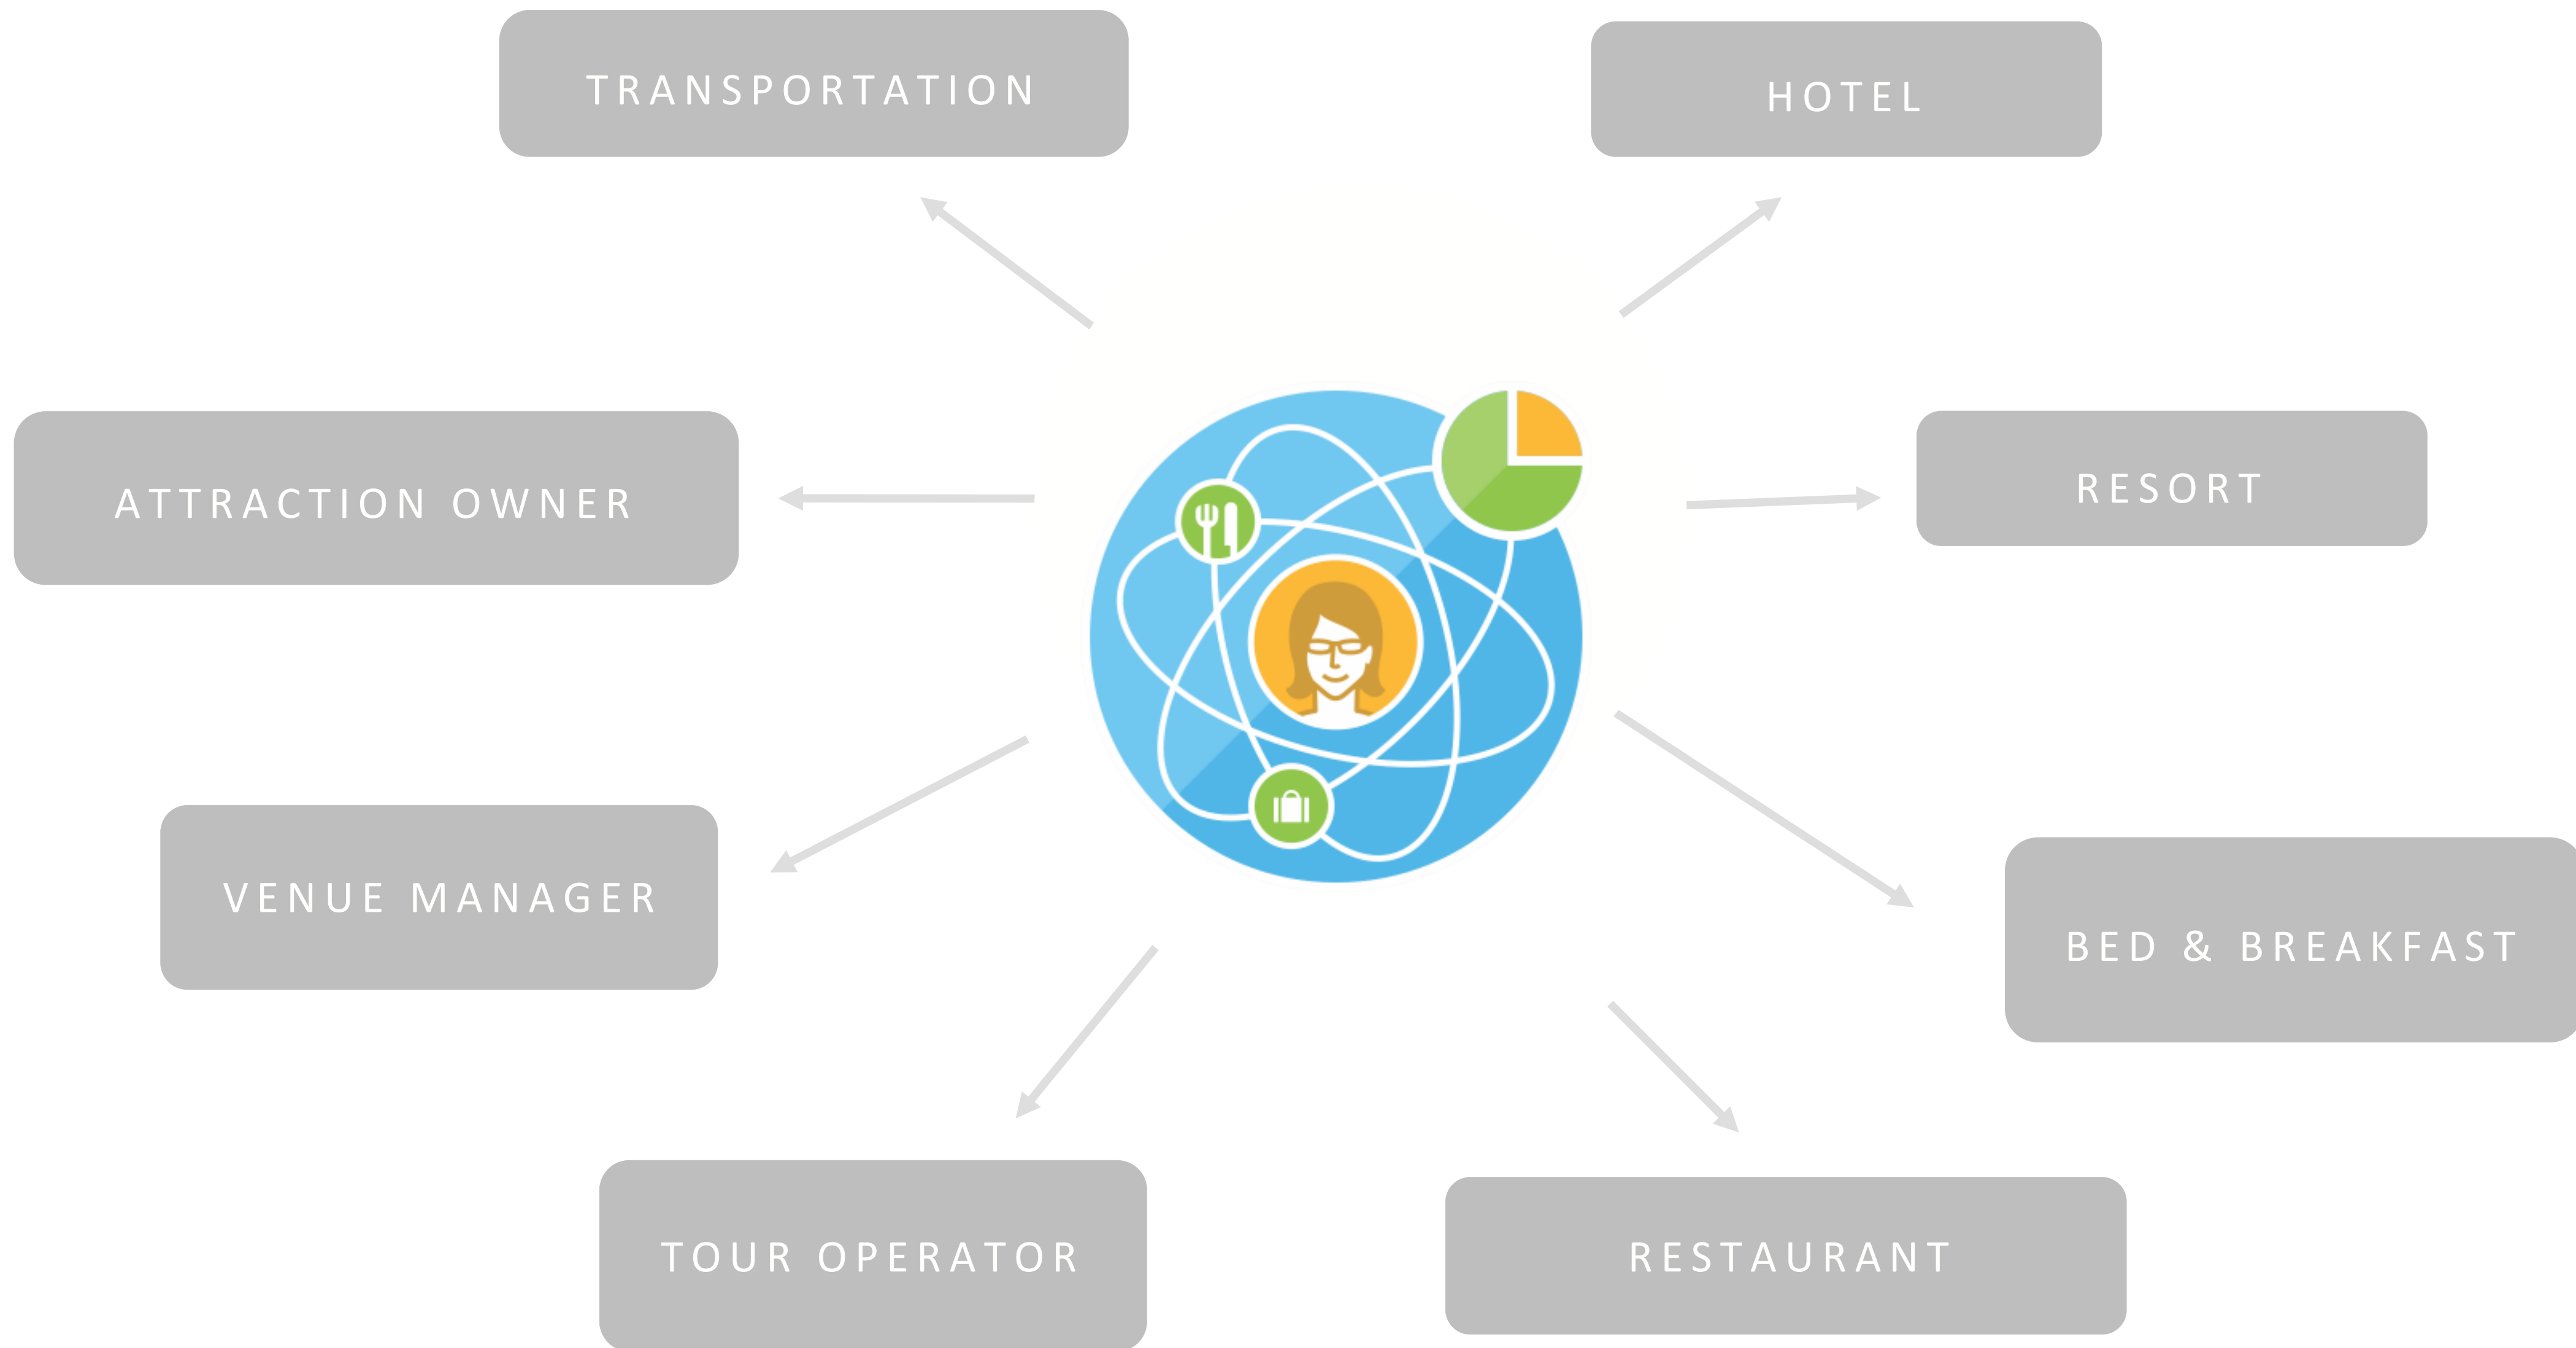 TRANSPORTATION
HOTEL
ATTRACTION OWNER
RESORT
VENUE MANAGER
BED & BREAKFAST
TOUR OPERATOR
RESTAURANT